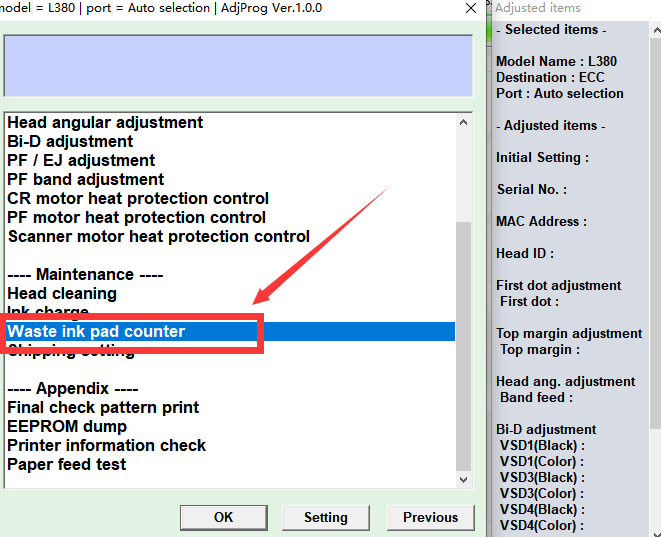 model = L380 | port = Auto selection | AdjProg Ver.1.0.0
Head angular adjustment
Bi-D adjustment
PF / EJ adjustment
PF band adjustment
CR motor heat protection control
PF motor heat protection control
Scanner motor heat protection control
---- Maintenance ----
Head cleaning
Ink charge
Waste ink pad counter
Shipping setting
---- Appendix ----
Final check pattern print
EEPROM dump
Printer information check
Paper feed test
OK
Setting
Previous
Adjusted items
- Selected items -
Model Name : L380
Destination : ECC
Port : Auto selection
- Adjusted items -
Initial Setting :
Serial No. :
MAC Address :
Head ID :
First dot adjustment
First dot :
Top margin adjustment
Top margin :
Head ang. adjustment
Band feed :
Bi-D adjustment
VSD1(Black) :
VSD1(Color) :
VSD3(Black) :
VSD3(Color) :
VSD4(Black) :
VSD4(Color) :